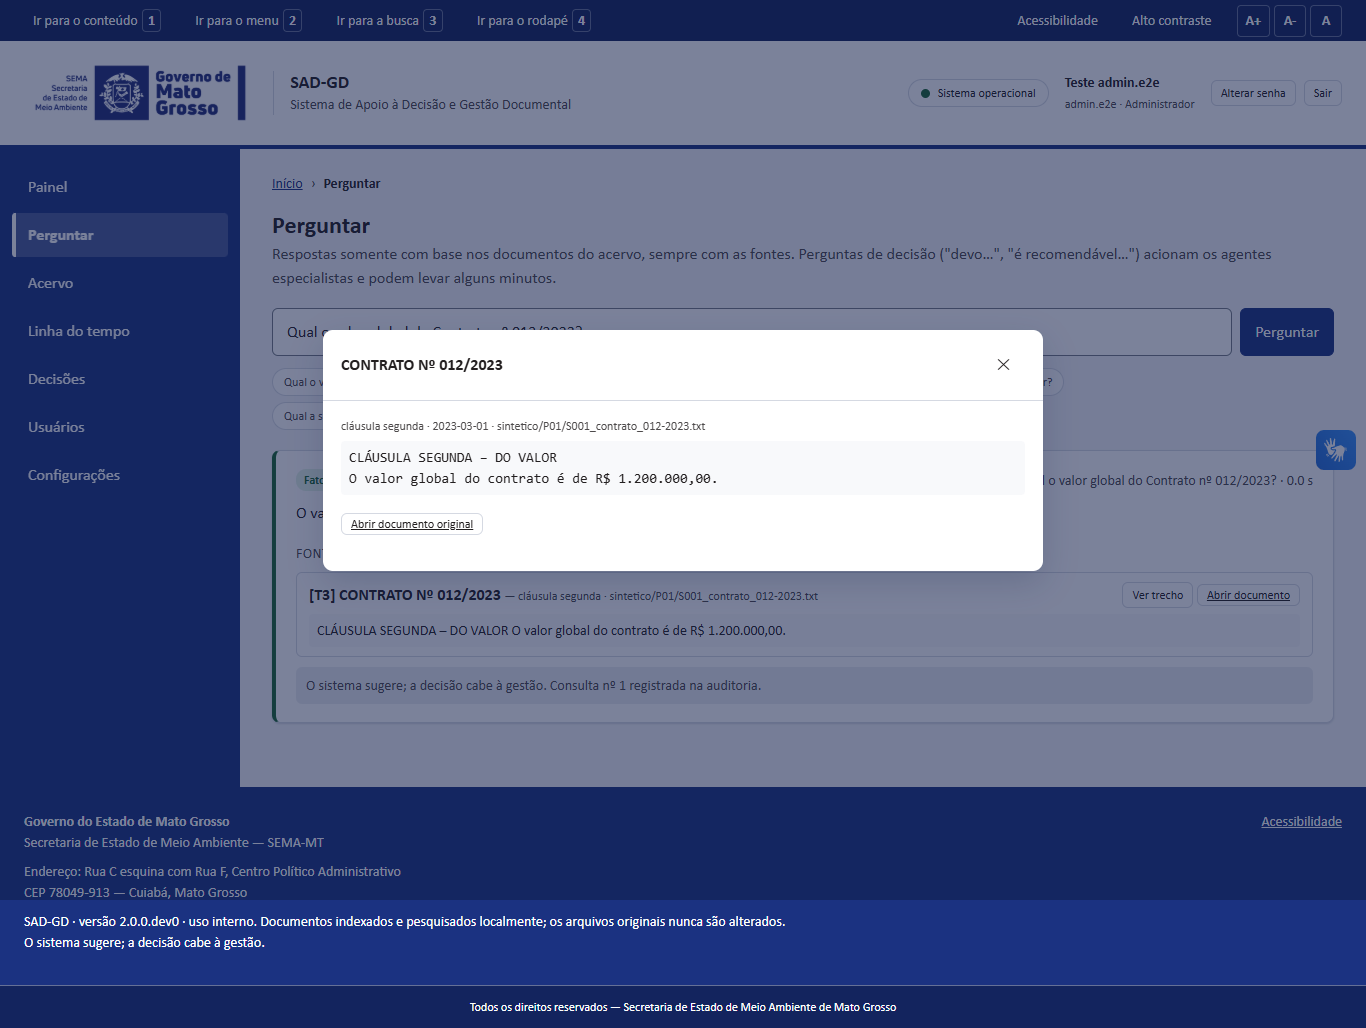 Ir para o conteúdo 1 Ir para o menu 2 Ir para a busca 3 Ir para o rodapé 4 Acessibilidade Alto contraste A+ A- A
SEMA
Secretaria
de Estado de
Meio Ambiente
Governo de
Mato
Grosso
SAD-GD
Sistema de Apoio à Decisão e Gestão Documental
Sistema operacional
Teste admin.e2e
admin.e2e · Administrador
Alterar senha
Sair
Painel
Perguntar
Acervo
Linha do tempo
Decisões
Usuários
Configurações
Início › Perguntar
Perguntar
Respostas somente com base nos documentos do acervo, sempre com as fontes. Perguntas de decisão ("devo...", "é recomendável...") acionam os agentes
especialistas e podem levar alguns minutos.
Perguntar
Qual o
Qual a
CONTRATO Nº 012/2023
cláusula segunda · 2023-03-01 · sintetico/P01/S001_contrato_012-2023.txt
CLÁUSULA SEGUNDA – DO VALOR
O valor global do contrato é de R$ 1.200.000,00.
Abrir documento original
o valor global do Contrato nº 012/2023? · 0.0 s
[T3] CONTRATO Nº 012/2023 — cláusula segunda · sintetico/P01/S001_contrato_012-2023.txt
Ver trecho
Abrir documento
CLÁUSULA SEGUNDA – DO VALOR O valor global do contrato é de R$ 1.200.000,00.
O sistema sugere; a decisão cabe à gestão. Consulta nº 1 registrada na auditoria.
Governo do Estado de Mato Grosso
Secretaria de Estado de Meio Ambiente — SEMA-MT
Endereço: Rua C esquina com Rua F, Centro Político Administrativo
CEP 78049-913 — Cuiabá, Mato Grosso
Acessibilidade
SAD-GD · versão 2.0.0.dev0 · uso interno. Documentos indexados e pesquisados localmente; os arquivos originais nunca são alterados.
O sistema sugere; a decisão cabe à gestão.
Todos os direitos reservados — Secretaria de Estado de Meio Ambiente de Mato Grosso